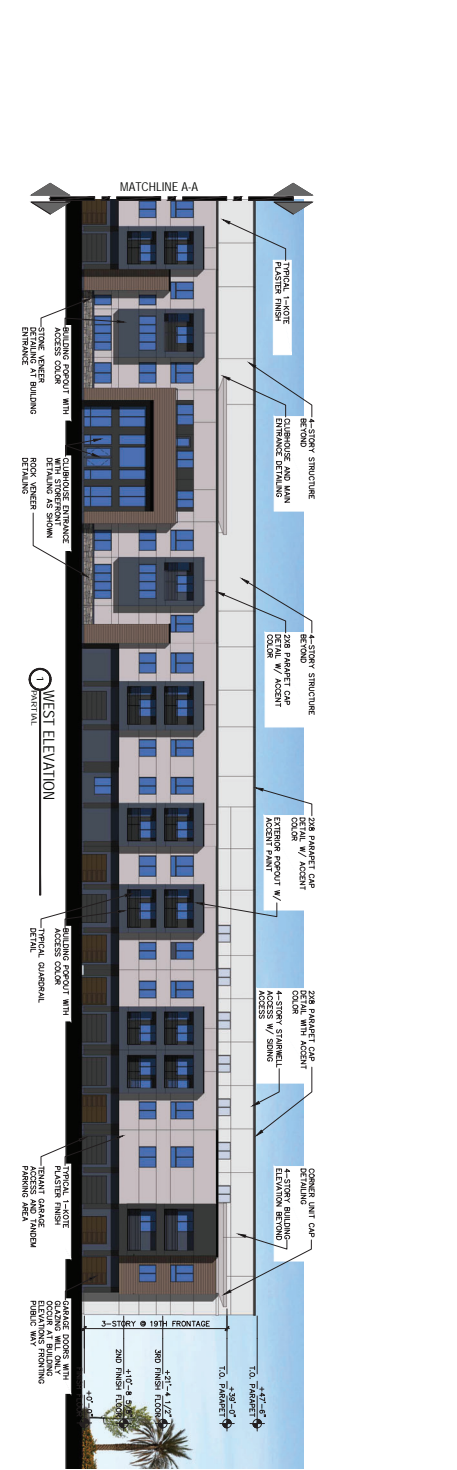 MATCHLINE A-A
TYPICAL 1-KOTE
PLASTER FINISH
4-STORY STRUCTURE
BEYOND
CLUBHOUSE AND MAIN
ENTRANCE DETAILING
4-STORY STRUCTURE
BEYOND
2X8 PARAPET CAP
DETAIL W/ ACCENT
COLOR
2X8 PARAPET CAP
DETAIL W/ ACCENT
COLOR
EXTERIOR POPOUT W/
ACCENT PAINT
2X8 PARAPET CAP
DETAIL WITH ACCENT
COLOR
4-STORY STAIRWELL
ACCESS W/ SIDING
ACCESS
CORNER UNIT CAP
DETAILING
4-STORY BUILDING
ELEVATION BEYOND
BUILDING POPOUT WITH
ACCESS COLOR
STONE VENEER
DETAILING AT BUILDING
ENTRANCE
CLUBHOUSE ENTRANCE
WITH STOREFRONT
DETAILING AS SHOWN
ROCK VENEER
DETAILING
BUILDING POPOUT WITH
ACCESS COLOR
TYPICAL GUARDRAIL
DETAIL
TYPICAL 1-KOTE
PLASTER FINISH
TENANT GARAGE
ACCESS AND TANDEM
PARKING AREA
GARAGE DOORS WITH
GLAZING WILL ONLY
OCCUR AT BUILDING
ELEVATIONS FRONTING
PUBLIC WAY
3-STORY @ 19TH FRONTAGE
+47'-6"
T.O. PARAPET
+39'-0"
T.O. PARAPET
+21'-4 1/2"
3RD FINISH FLOOR
2ND FINISH FLOOR
1
WEST ELEVATION
PARTIAL